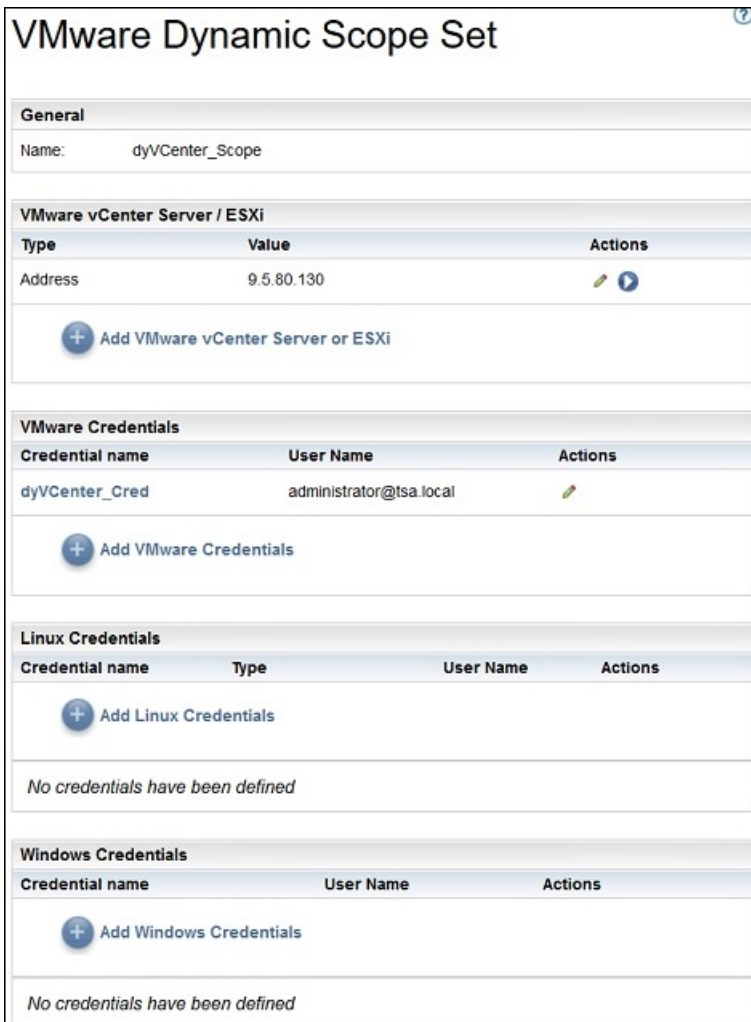 VMware Dynamic Scope Set
?
General
Name: dyVCenter_Scope
VMware vCenter Server / ESXi
Type Value Actions
Address 9.5.80.130
Add VMware vCenter Server or ESXi
VMware Credentials
Credential name User Name Actions
dyVCenter_Cred administrator@tsa.local
Add VMware Credentials
Linux Credentials
Credential name Type User Name Actions
Add Linux Credentials
No credentials have been defined
Windows Credentials
Credential name User Name Actions
Add Windows Credentials
No credentials have been defined